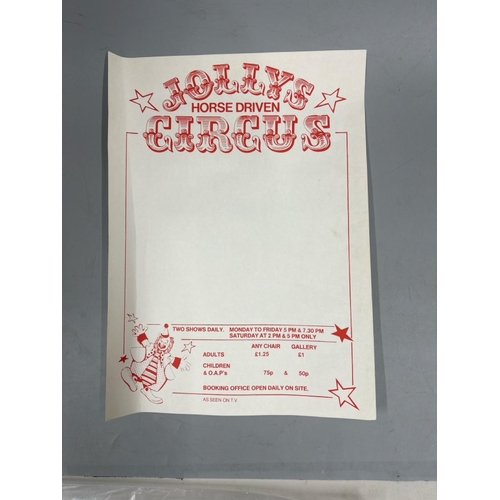 JOLLYS
HORSE DRIVEN
CIRCUS
TWO SHOWS DAILY. MONDAY TO FRIDAY 5 PM & 7.30 PM
SATURDAY AT 2 PM & 5 PM ONLY
ANY CHAIR GALLERY
ADULTS £1.25 £1
CHILDREN
& O.A.P's 75p & 50p
BOOKING OFFICE OPEN DAILY ON SITE.
AS SEEN ON T.V.